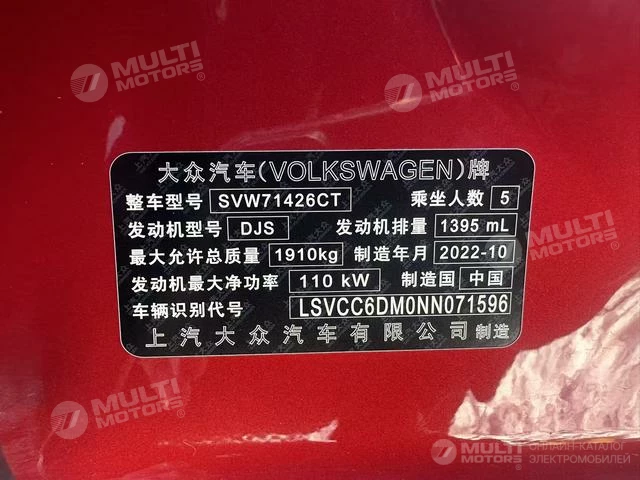 MULTI
MOTORS®
MULTI
MOTORS®
大众汽车(VOLKSWAGEN)牌
整车型号 SVW71426CT 乘坐人数 5
发动机型号 DJS 发动机排量 1395 mL
最大允许总质量 1910kg 制造年月 2022-10
发动机最大净功率 110 kW 制造国 中国
车辆识别代号 LSVCC6DM0NN071596
上汽大众汽车有限公司 制造
MULTI
MOTORS®
MULTI
MOTORS®
ОНЛАЙН-КАТАЛОГ
ЭЛЕКТРОМОБИЛЕЙ